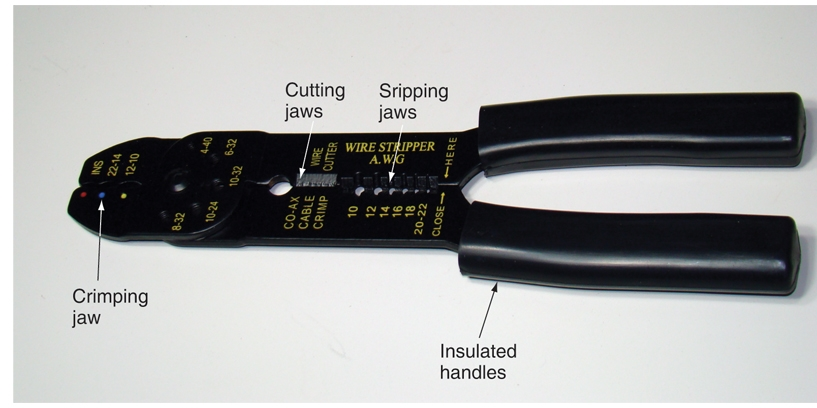 Cutting
jaws
Sripping
jaws
INS
22-14
12-10
4-40
6-32
10-32
8-32
10-24
WIRE
CUTTER
WIRE STRIPPER
A.W.G
←HERE
CO-AX
CABLE
CRIMP
10
12
14
16
18
20-22
CLOSE→
Crimping
jaw
Insulated
handles